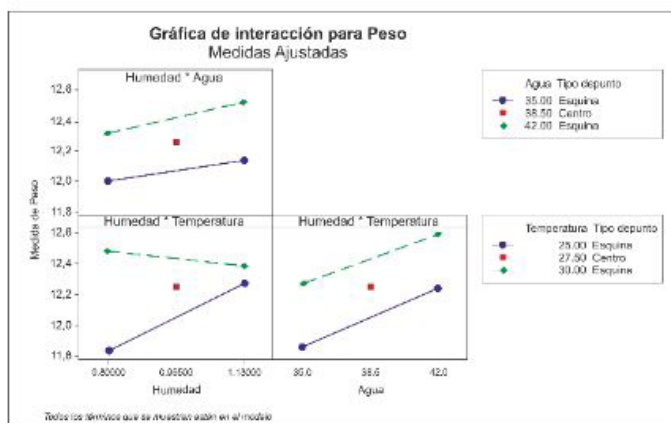 Gráfica de interacción para Peso
Medidas Ajustadas
Humedad * Agua
12,8
12,4
12,2
12,0
11,8
Agua Tipo depunto
35.00 Esquina
38.50 Centro
42.00 Esquina
Medida de Peso
Humedad * Temperatura
Humedad * Temperatura
12,6
12,4
12,2
12,0
11,8
Temperatura Tipo depunto
25.00 Esquina
27.50 Centro
30.00 Esquina
0.80000 0.96500 1.13000
35.0 38.5 42.0
Humedad
Agua
Todos los términos que se muestran están en el modelo